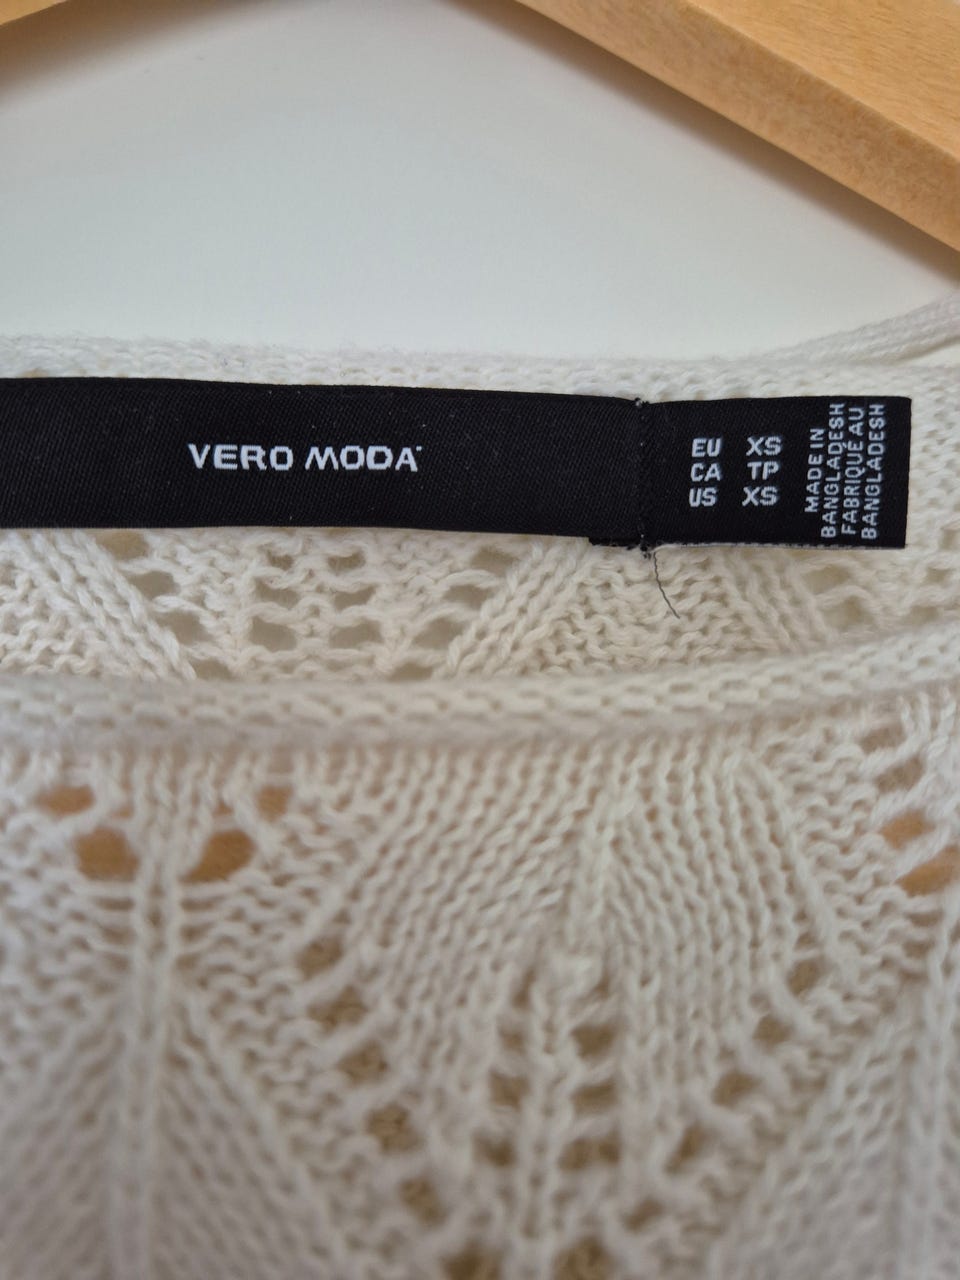 VERO MODA
EU XS
CA TP
US XS
MADE IN
BANGLADESH
FABRIQUÉ AU
BANGLADESH